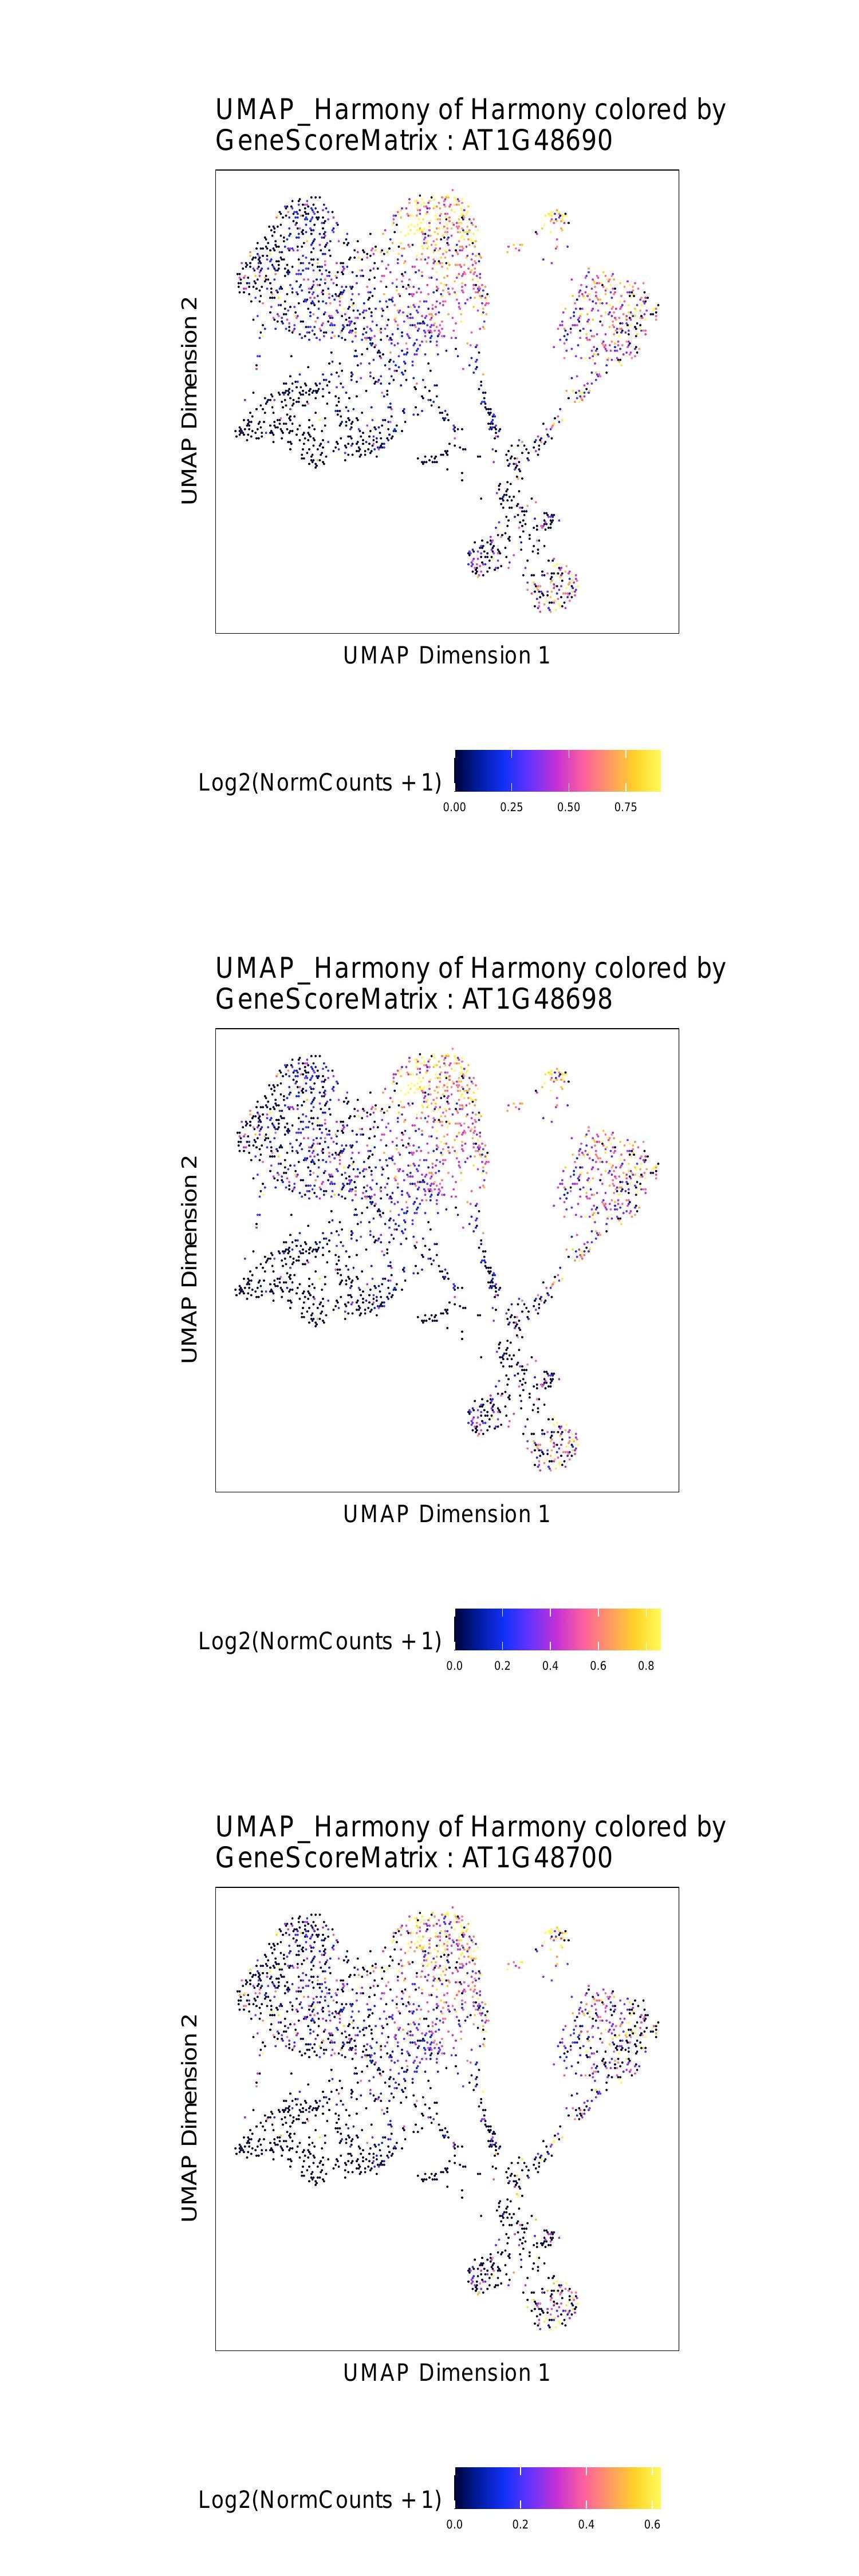 UMAP_Harmony of Harmony colored by
GeneScoreMatrix : AT1G48690
UMAP Dimension 2
UMAP Dimension 1
Log2(NormCounts +1)
0.00 0.25 0.50 0.75
UMAP_Harmony of Harmony colored by
GeneScoreMatrix : AT1G48698
UMAP Dimension 2
UMAP Dimension 1
Log2(NormCounts +1)
0.0 0.2 0.4 0.6 0.8
UMAP_Harmony of Harmony colored by
GeneScoreMatrix : AT1G48700
UMAP Dimension 2
UMAP Dimension 1
Log2(NormCounts +1)
0.0 0.2 0.4 0.6